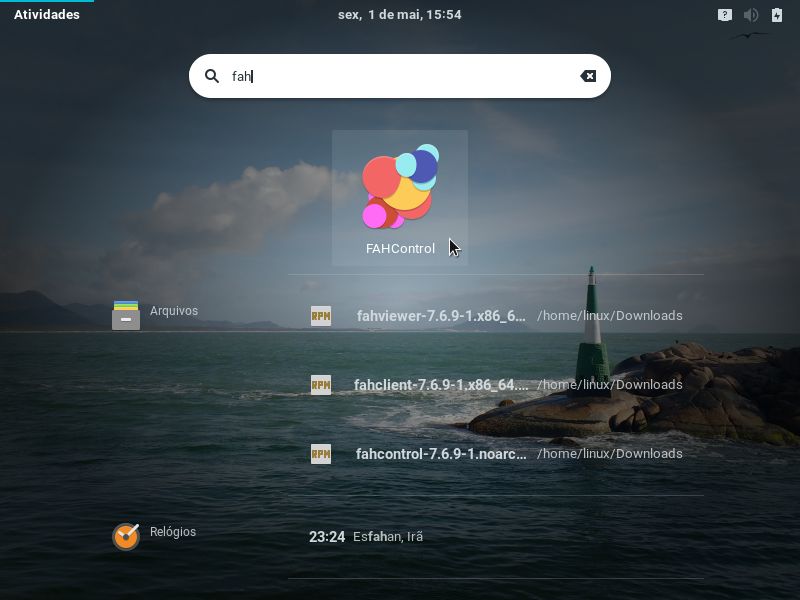 Atividades
sex, 1 de mai, 15:54
fah
FAHControl
Arquivos
fahviewer-7.6.9-1.x86_6... /home/linux/Downloads
fahclient-7.6.9-1.x86_64.... /home/linux/Downloads
fahcontrol-7.6.9-1.noarc... /home/linux/Downloads
RPM
RPM
RPM
Relógios
23:24 Esfahan, Irã